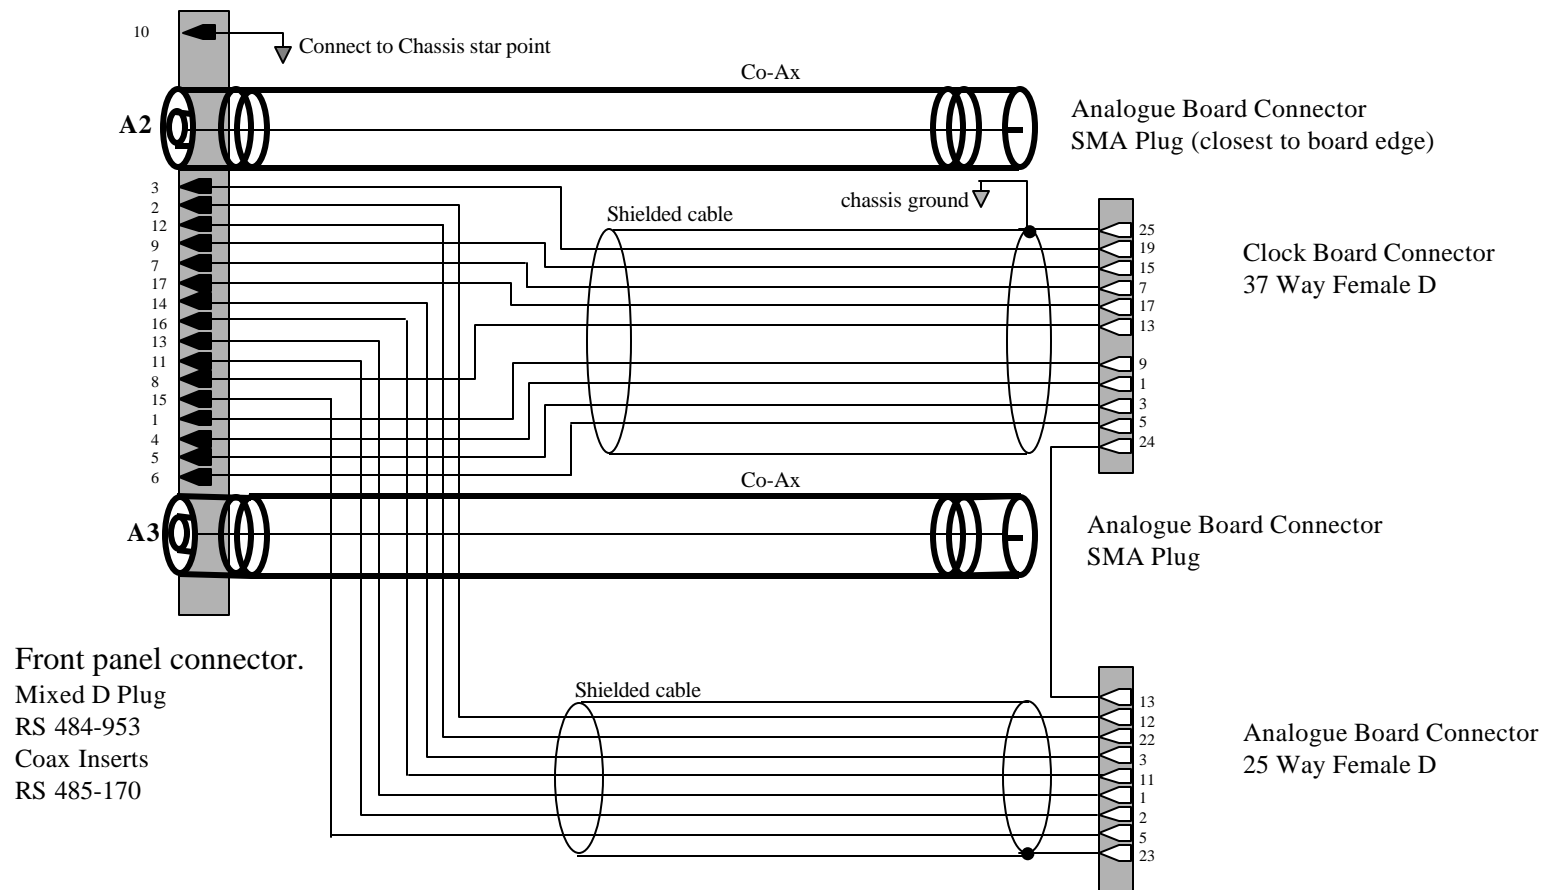 10
Connect to Chassis star point
Co-Ax
A2
Analogue Board Connector
SMA Plug (closest to board edge)
3
2
12
9
7
17
14
16
13
11
8
15
1
4
5
6
chassis ground
Shielded cable
25
19
15
7
17
13
9
1
3
5
24
Clock Board Connector
37 Way Female D
Co-Ax
A3
Analogue Board Connector
SMA Plug
Front panel connector.
Mixed D Plug
RS 484-953
Coax Inserts
RS 485-170
Shielded cable
13
12
22
3
11
1
2
5
23
Analogue Board Connector
25 Way Female D